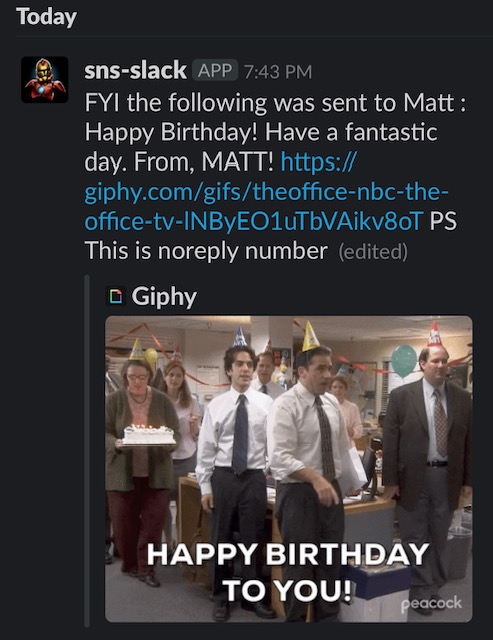 Today
sns-slack APP 7:43 PM
FYI the following was sent to Matt :
Happy Birthday! Have a fantastic
day. From, MATT! https://
giphy.com/gifs/theoffice-nbc-the-
office-tv-lNByEO1uTbVAikv8oT PS
This is noreply number (edited)
Giphy
HAPPY BIRTHDAY
TO YOU!
peacock